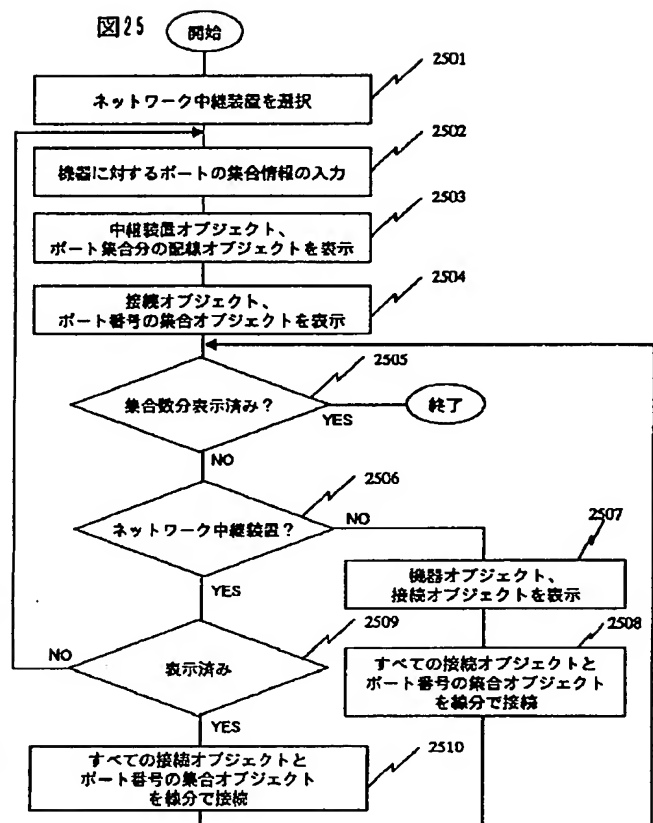 図25
開始
2501
ネットワーク中継装置を選択
2502
機器に対するポートの集合情報の入力
2503
中継装置オブジェクト、
ポート集合分の配線オブジェクトを表示
2504
接続オブジェクト、
ポート番号の集合オブジェクトを表示
2505
集合数分表示済み？
YES
終了
NO
2506
ネットワーク中継装置？
NO
2507
機器オブジェクト、
接続オブジェクトを表示
YES
2509
2508
NO
表示済み
すべての接続オブジェクトと
ポート番号の集合オブジェクト
を線分で接続
YES
すべての接続オブジェクトと
ポート番号の集合オブジェクト
を線分で接続
2510